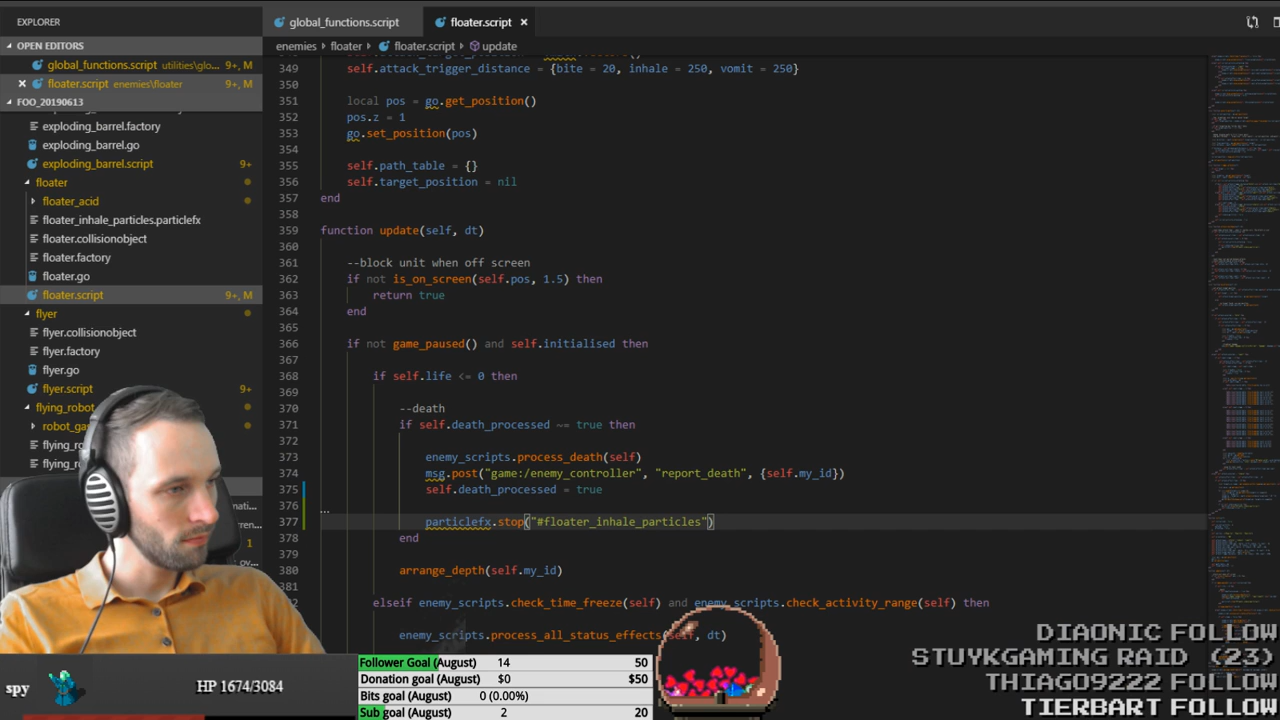 EXPLORER
OPEN EDITORS
global_functions.script utilities\glo... 9+, M
floater.script enemies\floater 9+, M
FOO_20190613
exploding_barrel.factory
exploding_barrel.go
exploding_barrel.script 9+
floater
floater_acid
floater_inhale_particles.particlefx
floater.collisionobject
floater.factory
floater.go
floater.script 9+, M
flyer
flyer.collisionobject
flyer.factory
flyer.go
flyer.script 9+
flying_robot
global_functions.script
floater.script
enemies floater floater.script update
349 self.attack_trigger_distance = {bite = 20, inhale = 250, vomit = 250}
350
351 local pos = go.get_position()
352 pos.z = 1
353 go.set_position(pos)
354
355 self.path_table = {}
356 self.target_position = nil
357 end
358
359 function update(self, dt)
360
361 --block unit when off screen
362 if not is_on_screen(self.pos, 1.5) then
363 return true
364 end
365
366 if not game_paused() and self.initialised then
367
368 if self.life <= 0 then
369
370 --death
371 if self.death_processed ~= true then
372
373 enemy_scripts.process_death(self)
374 msg.post("game:/enemy_controller", "report_death", {self.my_id})
375 self.death_processed = true
376
377 particlefx.stop("#floater_inhale_particles")
378 end
379
380 arrange_depth(self.my_id)
381
elseif enemy_scripts.check_time_freeze(self) and enemy_scripts.check_activity_range(self) then
enemy_scripts.process_all_status_effects(self, dt)
spy
HP 1674/3084
Follower Goal (August) 14 50
Donation goal (August) $0 $50
Bits goal (August) 0 (0.00%)
Sub goal (August) 2 20
DIAONIC FOLLOW
STUYKGAMING RAID (23)
THIAGO972 FOLLOW
TIERBART FOLLOW